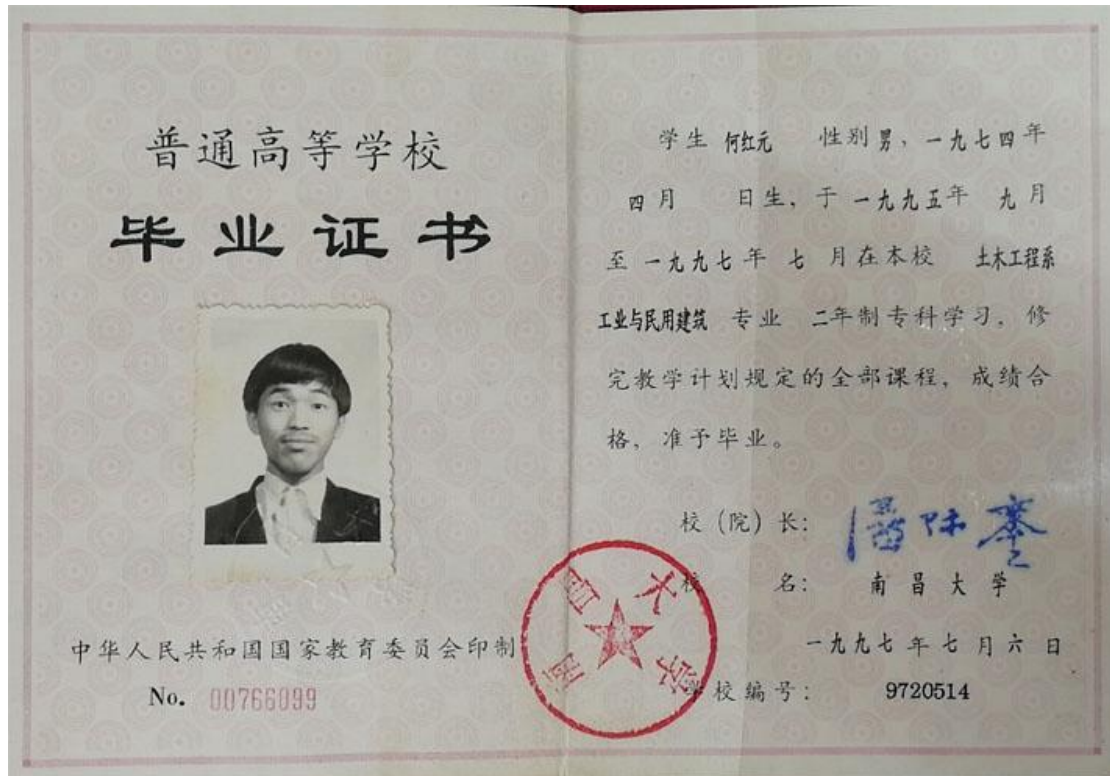 普通高等学校
毕业证书
中华人民共和国国家教育委员会印制
No. 00766099
学生 何红元 性别男，一九七四年
四月 日生，于一九九五年 九月
至一九九七年 七 月在本校 土木工程系
工业与民用建筑 专业 二年制专科学习，修
完教学计划规定的全部课程，成绩合
格，准予毕业。
校（院）长：
校 名： 南昌大学
一九九七年七月六日
学校编号： 9720514
南昌大学